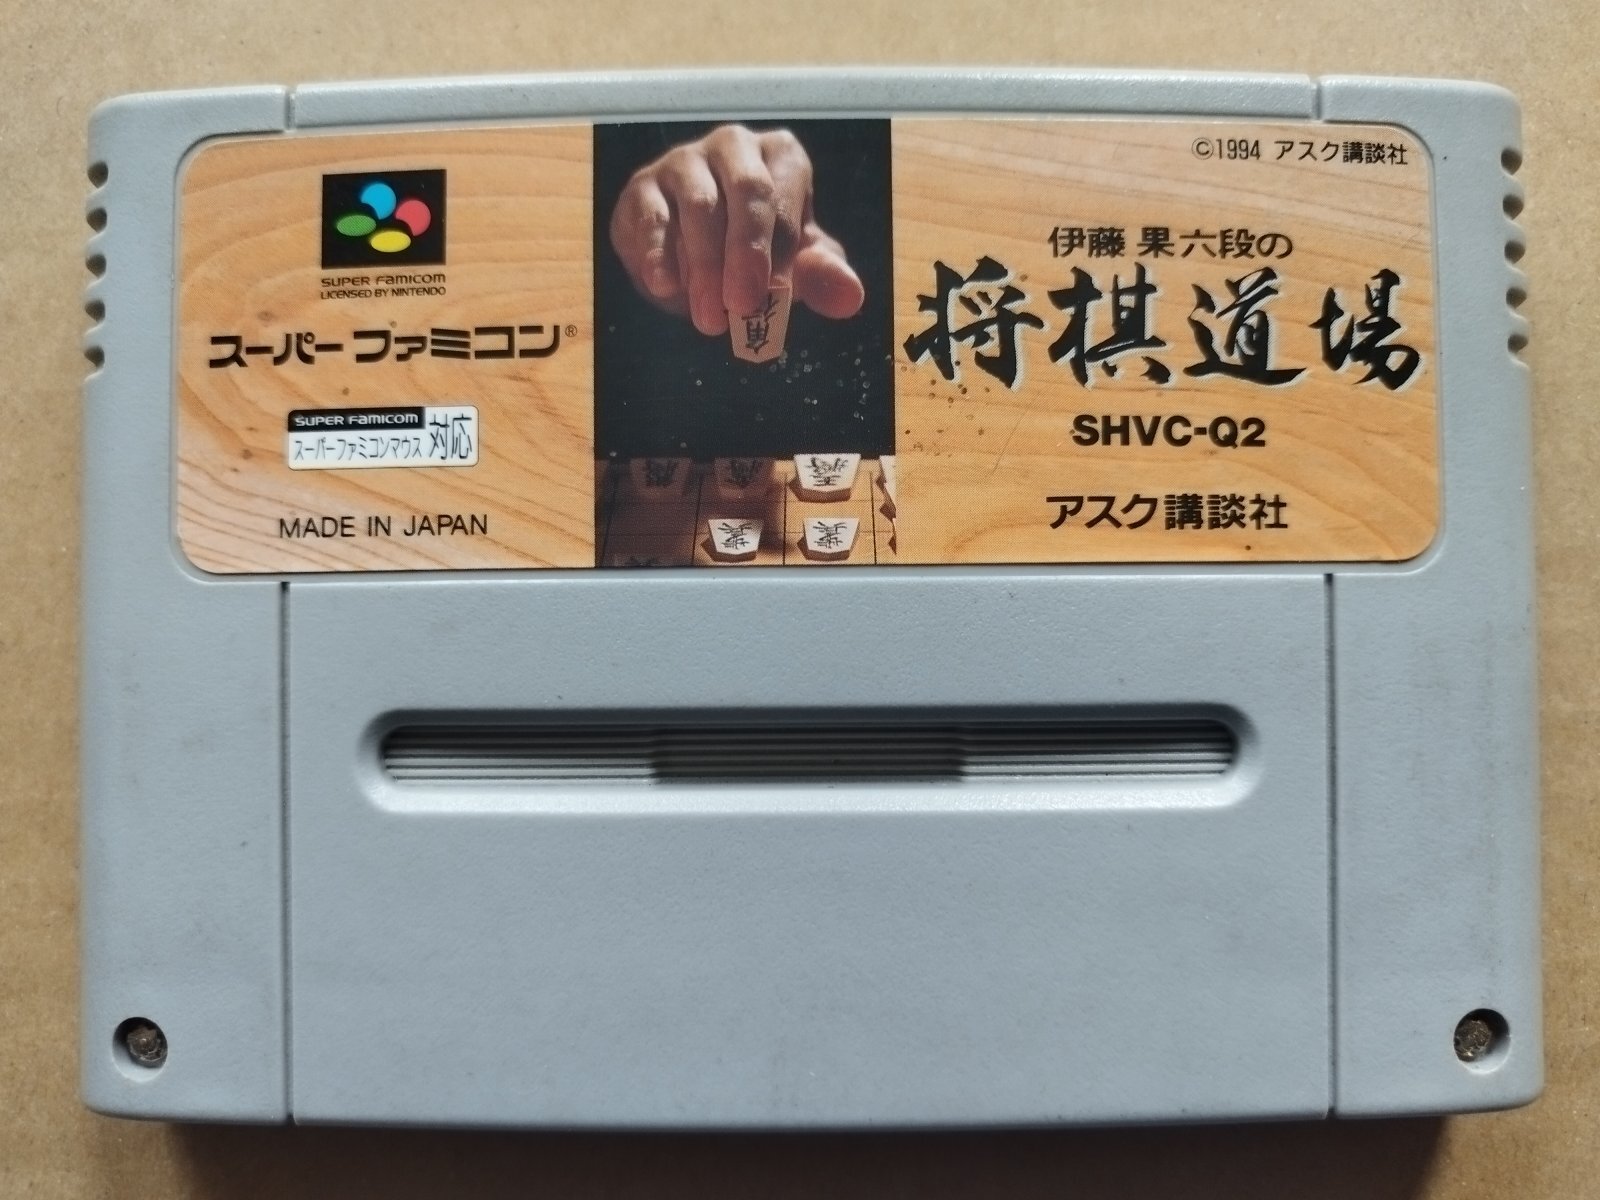 ©1994 アスク講談社
SUPER FAMICOM
LICENSED BY NINTENDO
スーパーファミコン®
SUPER FAMICOM
スーパーファミコンマウス 対応
MADE IN JAPAN
角行
伊藤 果六段の
将棋道場
SHVC-Q2
アスク講談社